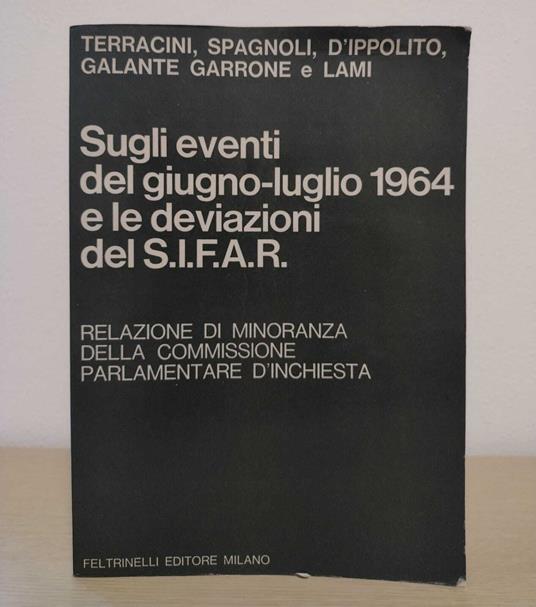 TERRACINI, SPAGNOLI, D'IPPOLITO,
GALANTE GARRONE e LAMI
Sugli eventi
del giugno-luglio 1964
e le deviazioni
del S.I.F.A.R.
RELAZIONE DI MINORANZA
DELLA COMMISSIONE
PARLAMENTARE D'INCHIESTA
FELTRINELLI EDITORE MILANO